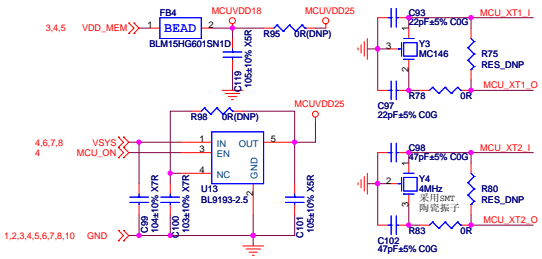 FB4
MCUVDD18
MCUVDD25
3,4,5
VDD_MEM
1
BEAD
2
BLM15HG601SN1D
R95
0R(DNP)
C119
105±10% X5R
R98
0R(DNP)
MCUVDD25
4,6,7,8
VSYS
4
MCU_ON
1
IN
OUT
5
3
EN
4
NC
GND
2
U13
BL9193-2.5
C99
104±10% X7R
C100
103±10% X7R
C101
105±10% X5R
1,2,3,4,5,6,7,8,10
GND
C93
22pF±5% C0G
MCU_XT1_I
1
3
Y3
MC146
2
R75
RES_DNP
R78
0R
MCU_XT1_O
C97
22pF±5% C0G
C98
47pF±5% C0G
MCU_XT2_I
1
2
Y4
4MHz
采用SMT
陶瓷振子
3
R80
RES_DNP
R83
0R
MCU_XT2_O
C102
47pF±5% C0G